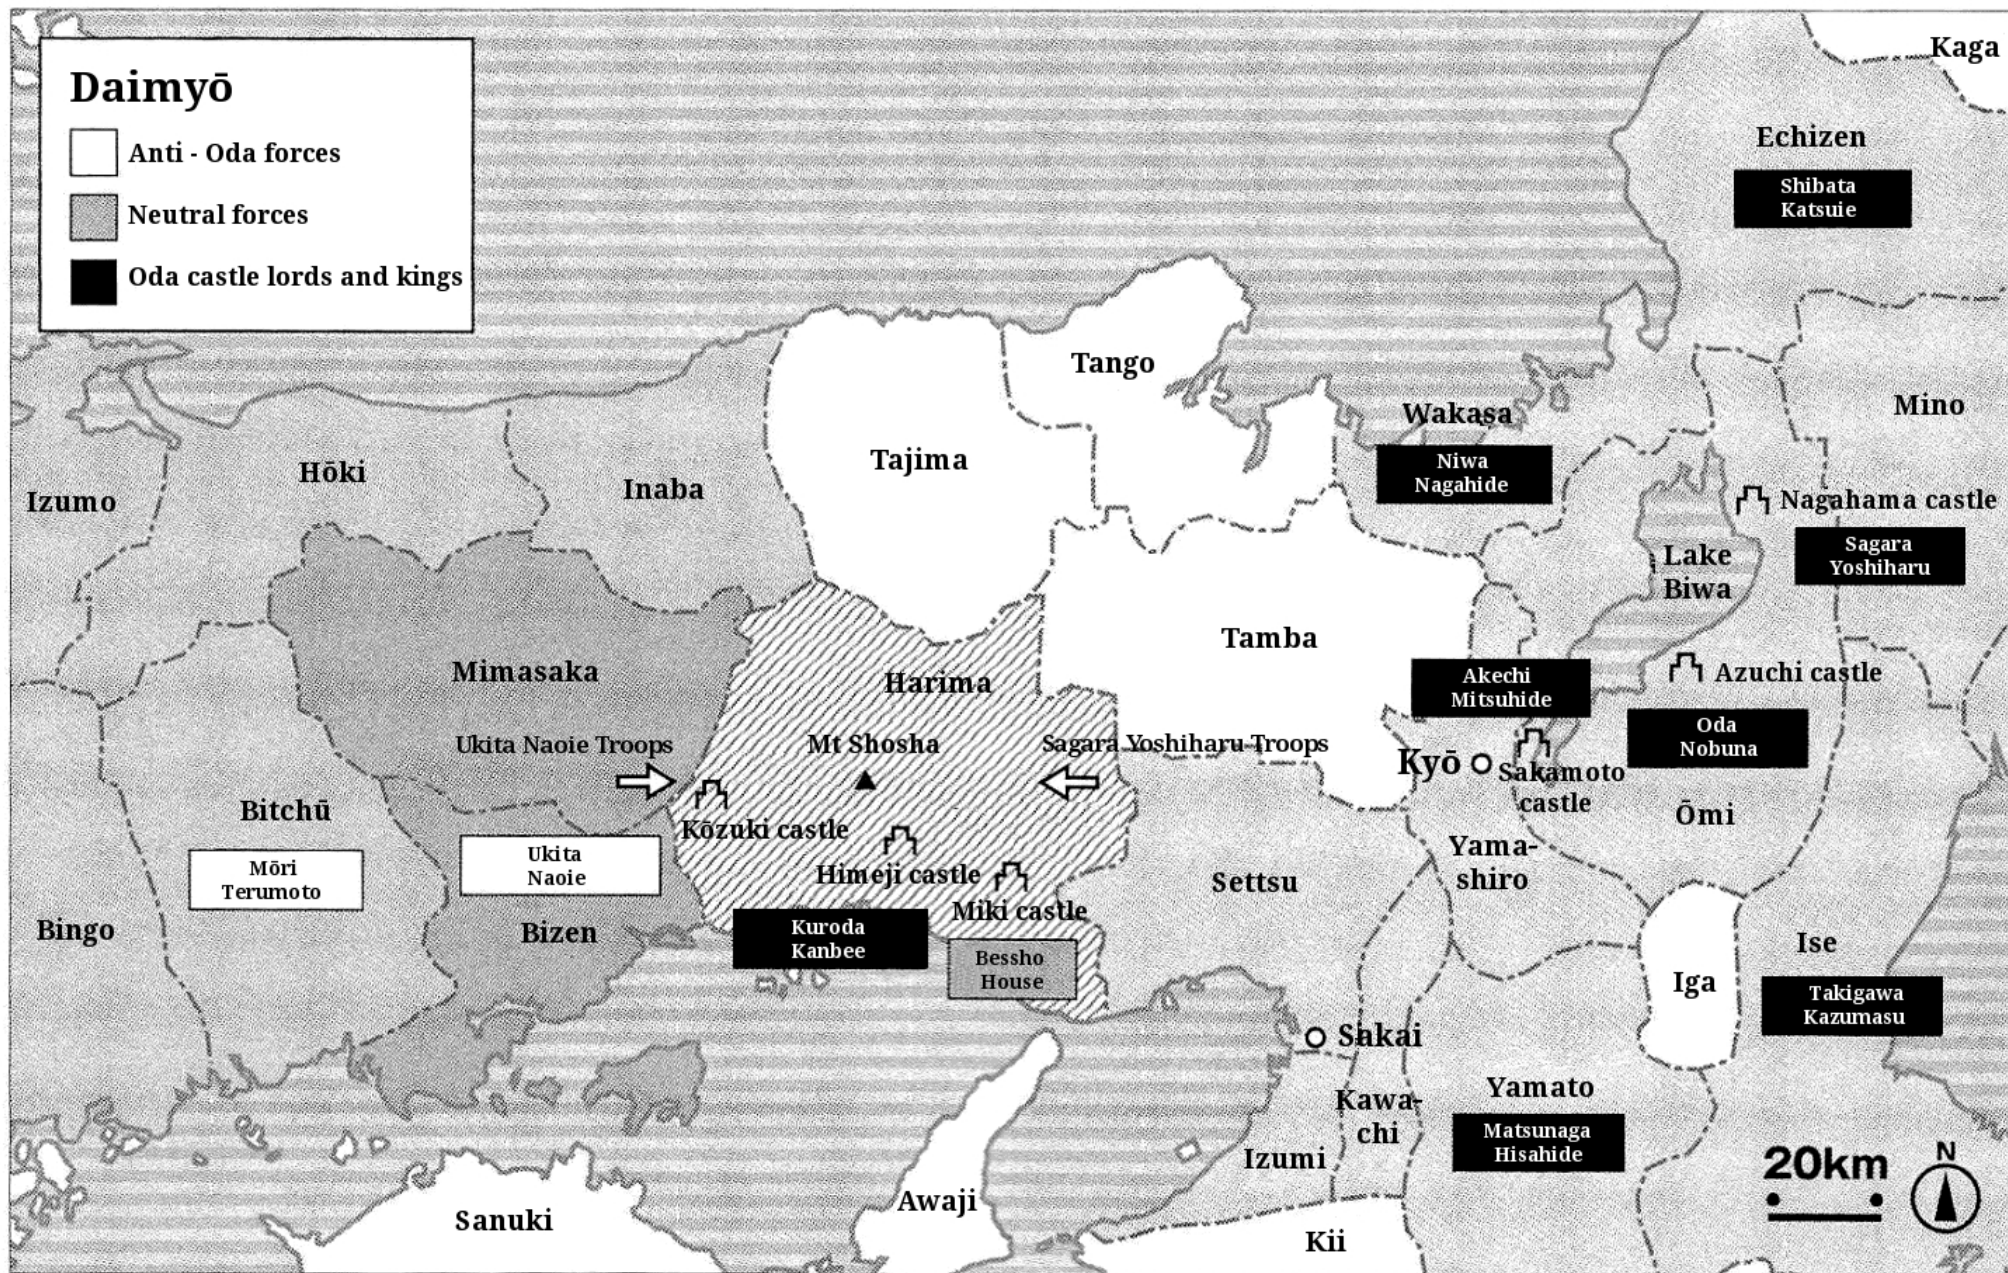 Daimyō
Anti - Oda forces
Neutral forces
Oda castle lords and kings
Kaga
Echizen
Shibata
Katsuie
Tango
Wakasa
Niwa
Nagahide
Mino
Tajima
Hōki
Inaba
Izumo
Nagahama castle
Sagara
Yoshiharu
Lake
Biwa
Tamba
Mimasaka
Harima
Akechi
Mitsuhide
Azuchi castle
Oda
Nobuna
Ukita Naoie Troops
Mt Shosha
Sagara Yoshiharu Troops
Kyō
Sakamoto
castle
Ōmi
Bitchū
Mōri
Terumoto
Ukita
Naoie
Kōzuki castle
Himeji castle
Miki castle
Settsu
Yama-
shiro
Bingo
Bizen
Kuroda
Kanbee
Bessho
House
Iga
Ise
Takigawa
Kazumasu
Sakai
Kawa-
chi
Yamato
Matsunaga
Hisahide
Izumi
Awaji
Sanuki
Kii
20km
N